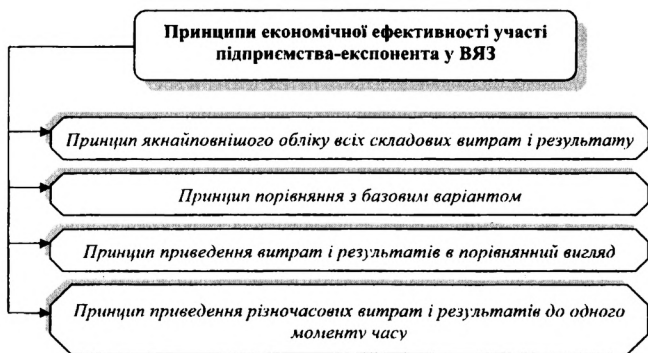 Принципи економічної ефективності участі
підприємства-експонента у ВЯЗ
Принцип якнайповнішого обліку всіх складових витрат і результату
Принцип порівняння з базовим варіантом
Принцип приведення витрат і результатів в порівнянний вигляд
Принцип приведення різночасових витрат і результатів до одного
моменту часу